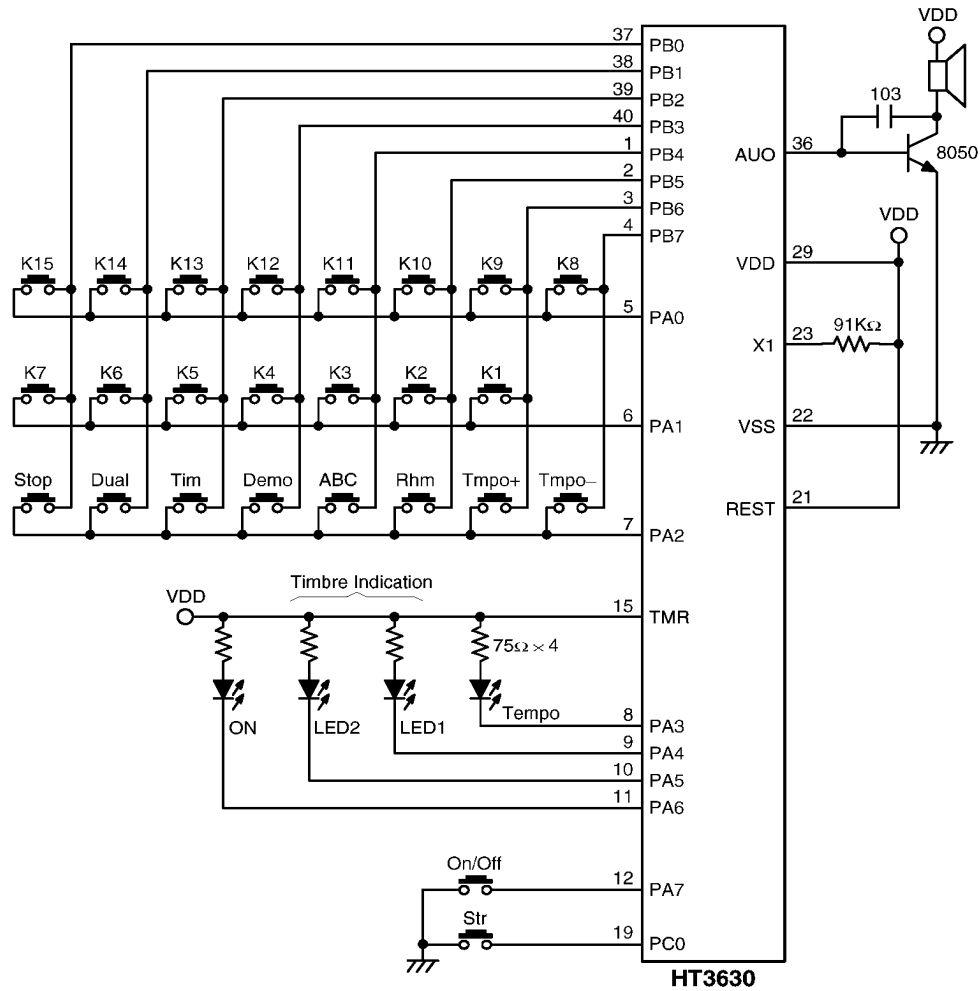 VDD
37 PB0
38 PB1
39 PB2
103
40 PB3
8050
1 PB4
AUO 36
2 PB5
3 PB6
VDD
4 PB7
K15 K14 K13 K12 K11 K10 K9 K8
VDD 29
5 PA0
91KΩ
X1 23
K7 K6 K5 K4 K3 K2 K1
6 PA1
VSS 22
Stop Dual Tim Demo ABC Rhm Tmpo+ Tmpo–
REST 21
7 PA2
Timbre Indication
VDD
15 TMR
75Ω × 4
Tempo
8 PA3
ON LED2 LED1
9 PA4
10 PA5
11 PA6
On/Off
12 PA7
Str
19 PC0
HT3630